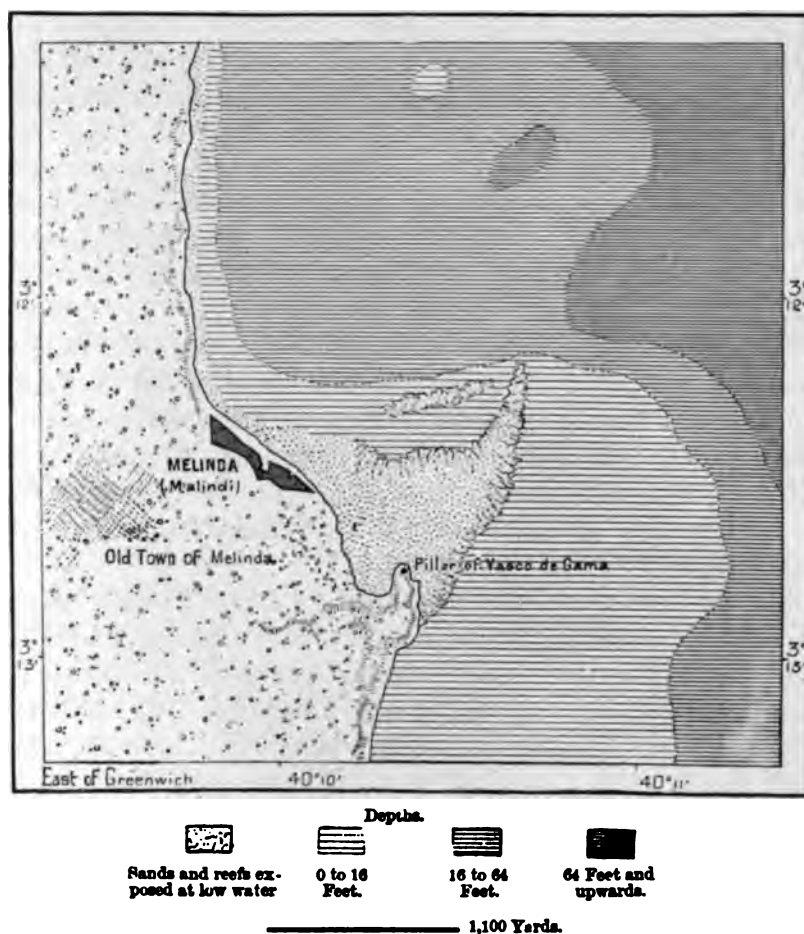 3°
12'
3°
12'
MELINDA
(Malindi)
Old Town of Melinda.
Pillar of Vasco de Gama
3°
13'
3°
13'
East of Greenwich
40°10'
40°11'
Depths.
Sands and reefs ex-
posed at low water
0 to 16
Feet.
16 to 64
Feet.
64 Feet and
upwards.
1,100 Yards.